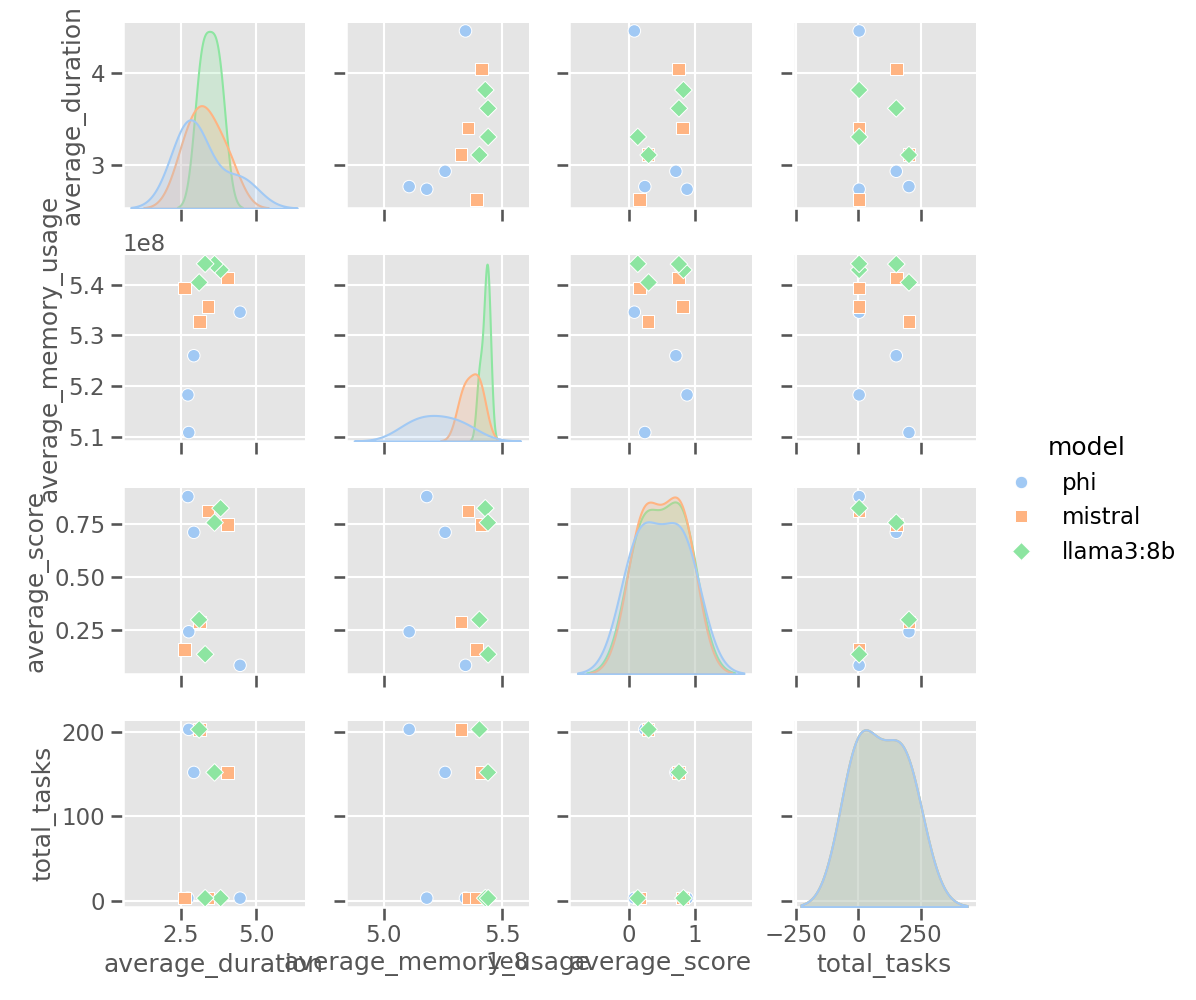 average_duration
4
3
1e8
average_memory_usage
5.4
5.3
5.2
5.1
average_score
0.75
0.50
0.25
total_tasks
200
100
0
2.5 5.0
average_duration
5.0 5.5
1e8
average_memory_usage
0 1
average_score
−250 0 250
total_tasks
model
phi
mistral
llama3:8b